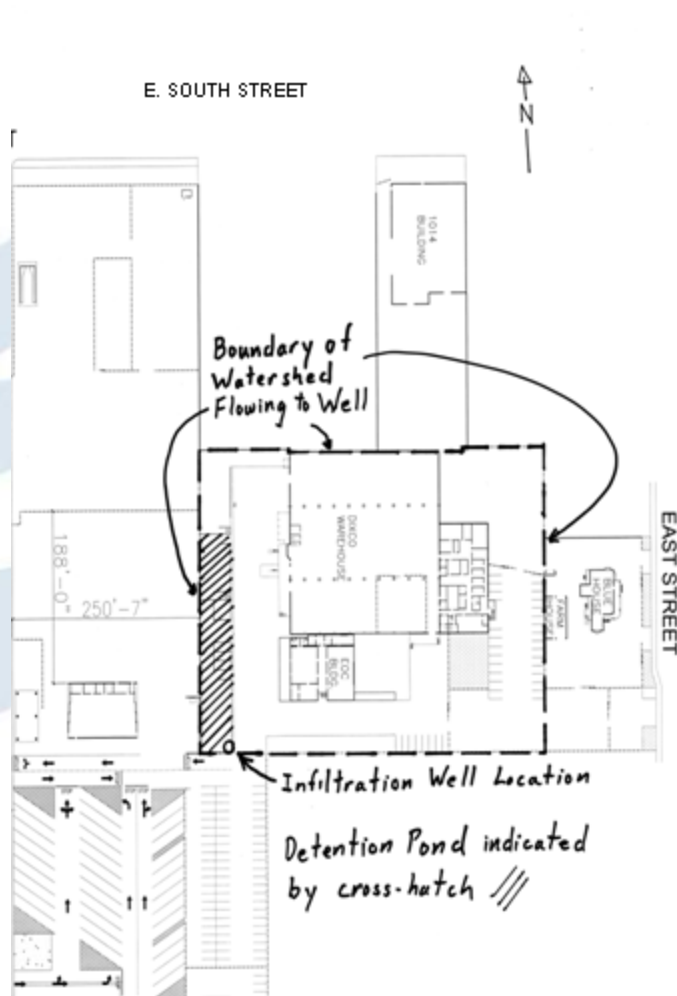 E. SOUTH STREET
N
1014
BUILDING
Boundary of
Watershed
Flowing to Well
DIXCO
WAREHOUSE
EAST STREET
188'-0"
250'-7"
BLUE
HOUSE
FARM
EOC
BLDG
Infiltration Well Location
Detention Pond indicated
by cross-hatch